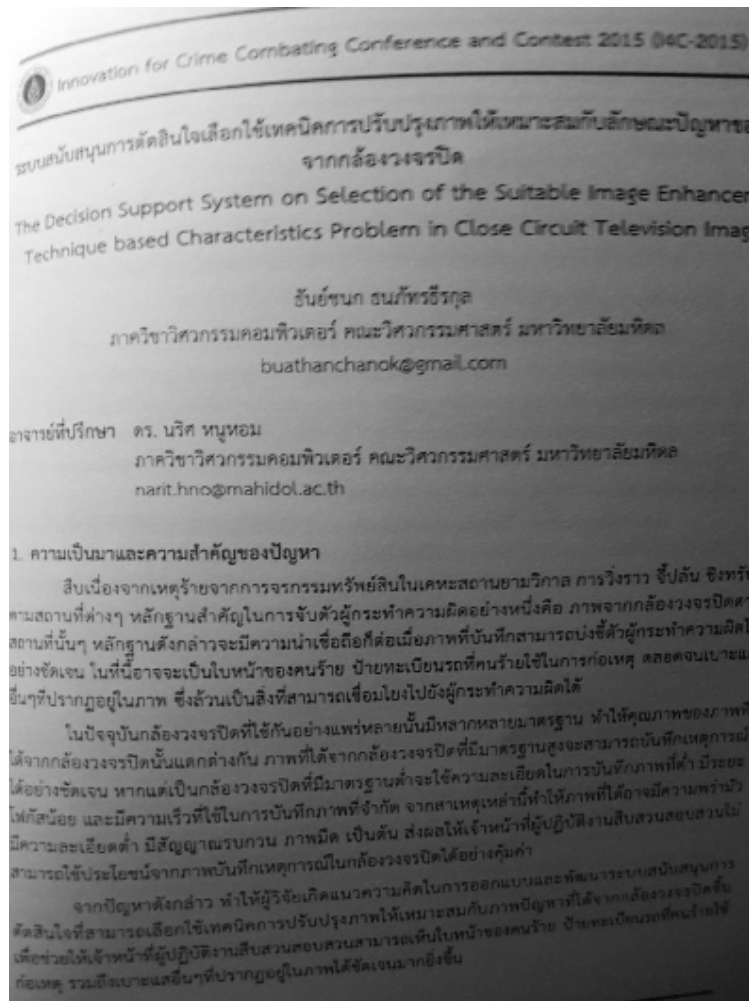 Innovation for Crime Combating Conference and Contest 2015 (I4C-2015)
ระบบสนับสนุนการตัดสินใจเลือกใช้เทคนิคการปรับปรุงภาพให้เหมาะสมกับลักษณะปัญหาขอ
จากกล้องวงจรปิด
The Decision Support System on Selection of the Suitable Image Enhancem
Technique based Characteristics Problem in Close Circuit Television Imag
ธันย์ชนก ธนภัทรธีรกุล
ภาควิชาวิศวกรรมคอมพิวเตอร์ คณะวิศวกรรมศาสตร์ มหาวิทยาลัยมหิดล
buathanchanok@gmail.com
อาจารย์ที่ปรึกษา ดร. นริศ หนูหอม
ภาควิชาวิศวกรรมคอมพิวเตอร์ คณะวิศวกรรมศาสตร์ มหาวิทยาลัยมหิดล
narit.hno@mahidol.ac.th
1. ความเป็นมาและความสำคัญของปัญหา
สืบเนื่องจากเหตุร้ายจากการจรกรรมทรัพย์สินในเคหะสถานยามวิกาล การวิ่งราว จี้ปล้น ชิงทรัพ
ตามสถานที่ต่างๆ หลักฐานสำคัญในการจับตัวผู้กระทำความผิดอย่างหนึ่งคือ ภาพจากกล้องวงจรปิดตา
สถานที่นั้นๆ หลักฐานดังกล่าวจะมีความน่าเชื่อถือก็ต่อเมื่อภาพที่บันทึกสามารถบ่งชี้ตัวผู้กระทำความผิดไ
อย่างชัดเจน ในที่นี้อาจจะเป็นใบหน้าของคนร้าย ป้ายทะเบียนรถที่คนร้ายใช้ในการก่อเหตุ ตลอดจนเบาะแ
อื่นๆที่ปรากฏอยู่ในภาพ ซึ่งล้วนเป็นสิ่งที่สามารถเชื่อมโยงไปยังผู้กระทำความผิดได้
ในปัจจุบันกล้องวงจรปิดที่ใช้กันอย่างแพร่หลายนั้นมีหลากหลายมาตรฐาน ทำให้คุณภาพของภาพที่
ได้จากกล้องวงจรปิดนั้นแตกต่างกัน ภาพที่ได้จากกล้องวงจรปิดที่มีมาตรฐานสูงจะสามารถบันทึกเหตุการณ์
ได้อย่างชัดเจน หากแต่เป็นกล้องวงจรปิดที่มีมาตรฐานต่ำจะใช้ความละเอียดในการบันทึกภาพที่ต่ำ มีระยะ
โฟกัสน้อย และมีความเร็วที่ใช้ในการบันทึกภาพที่จำกัด จากสาเหตุเหล่านี้ทำให้ภาพที่ได้อาจมีความพร่ามัว
มีความละเอียดต่ำ มีสัญญาณรบกวน ภาพมืด เป็นต้น ส่งผลให้เจ้าหน้าที่ผู้ปฏิบัติงานสืบสวนสอบสวนไม่
สามารถใช้ประโยชน์จากภาพบันทึกเหตุการณ์ในกล้องวงจรปิดได้อย่างคุ้มค่า
จากปัญหาดังกล่าว ทำให้ผู้วิจัยเกิดแนวความคิดในการออกแบบและพัฒนาระบบสนับสนุนการ
ตัดสินใจที่สามารถเลือกใช้เทคนิคการปรับปรุงภาพให้เหมาะสมกับภาพปัญหาที่ได้จากกล้องวงจรปิดขึ้น
เพื่อช่วยให้เจ้าหน้าที่ผู้ปฏิบัติงานสืบสวนสอบสวนสามารถเห็นใบหน้าของคนร้าย ป้ายทะเบียนรถที่คนร้ายใช้
ก่อเหตุ รวมถึงเบาะแสอื่นๆที่ปรากฏอยู่ในภาพได้ชัดเจนมากยิ่งขึ้น